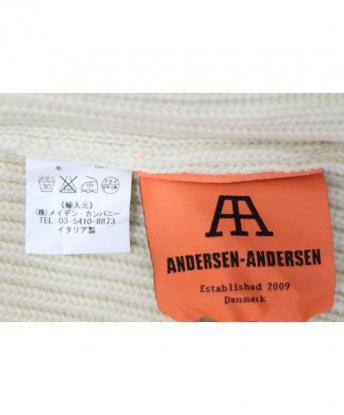 30
《輸入元》
(株)メイデン・カンパニー
TEL 03-5410-8873
イタリア製
AA
ANDERSEN-ANDERSEN
Established 2009
Denmark